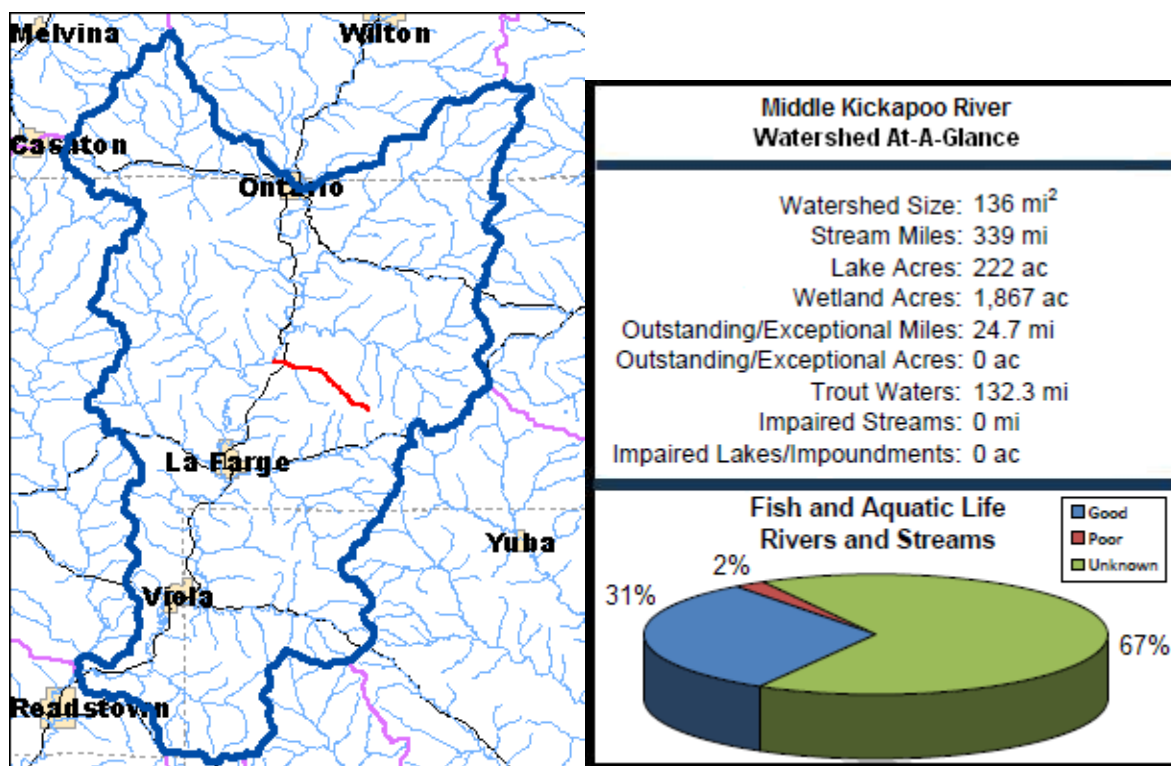 Melvina
Wilton
Cashton
Ontario
La Farge
Yuba
Viola
Readstown
Middle Kickapoo River
Watershed At-A-Glance
Watershed Size: 136 mi²
Stream Miles: 339 mi
Lake Acres: 222 ac
Wetland Acres: 1,867 ac
Outstanding/Exceptional Miles: 24.7 mi
Outstanding/Exceptional Acres: 0 ac
Trout Waters: 132.3 mi
Impaired Streams: 0 mi
Impaired Lakes/Impoundments: 0 ac
Fish and Aquatic Life
Rivers and Streams
Good
Poor
Unknown
2%
31%
67%